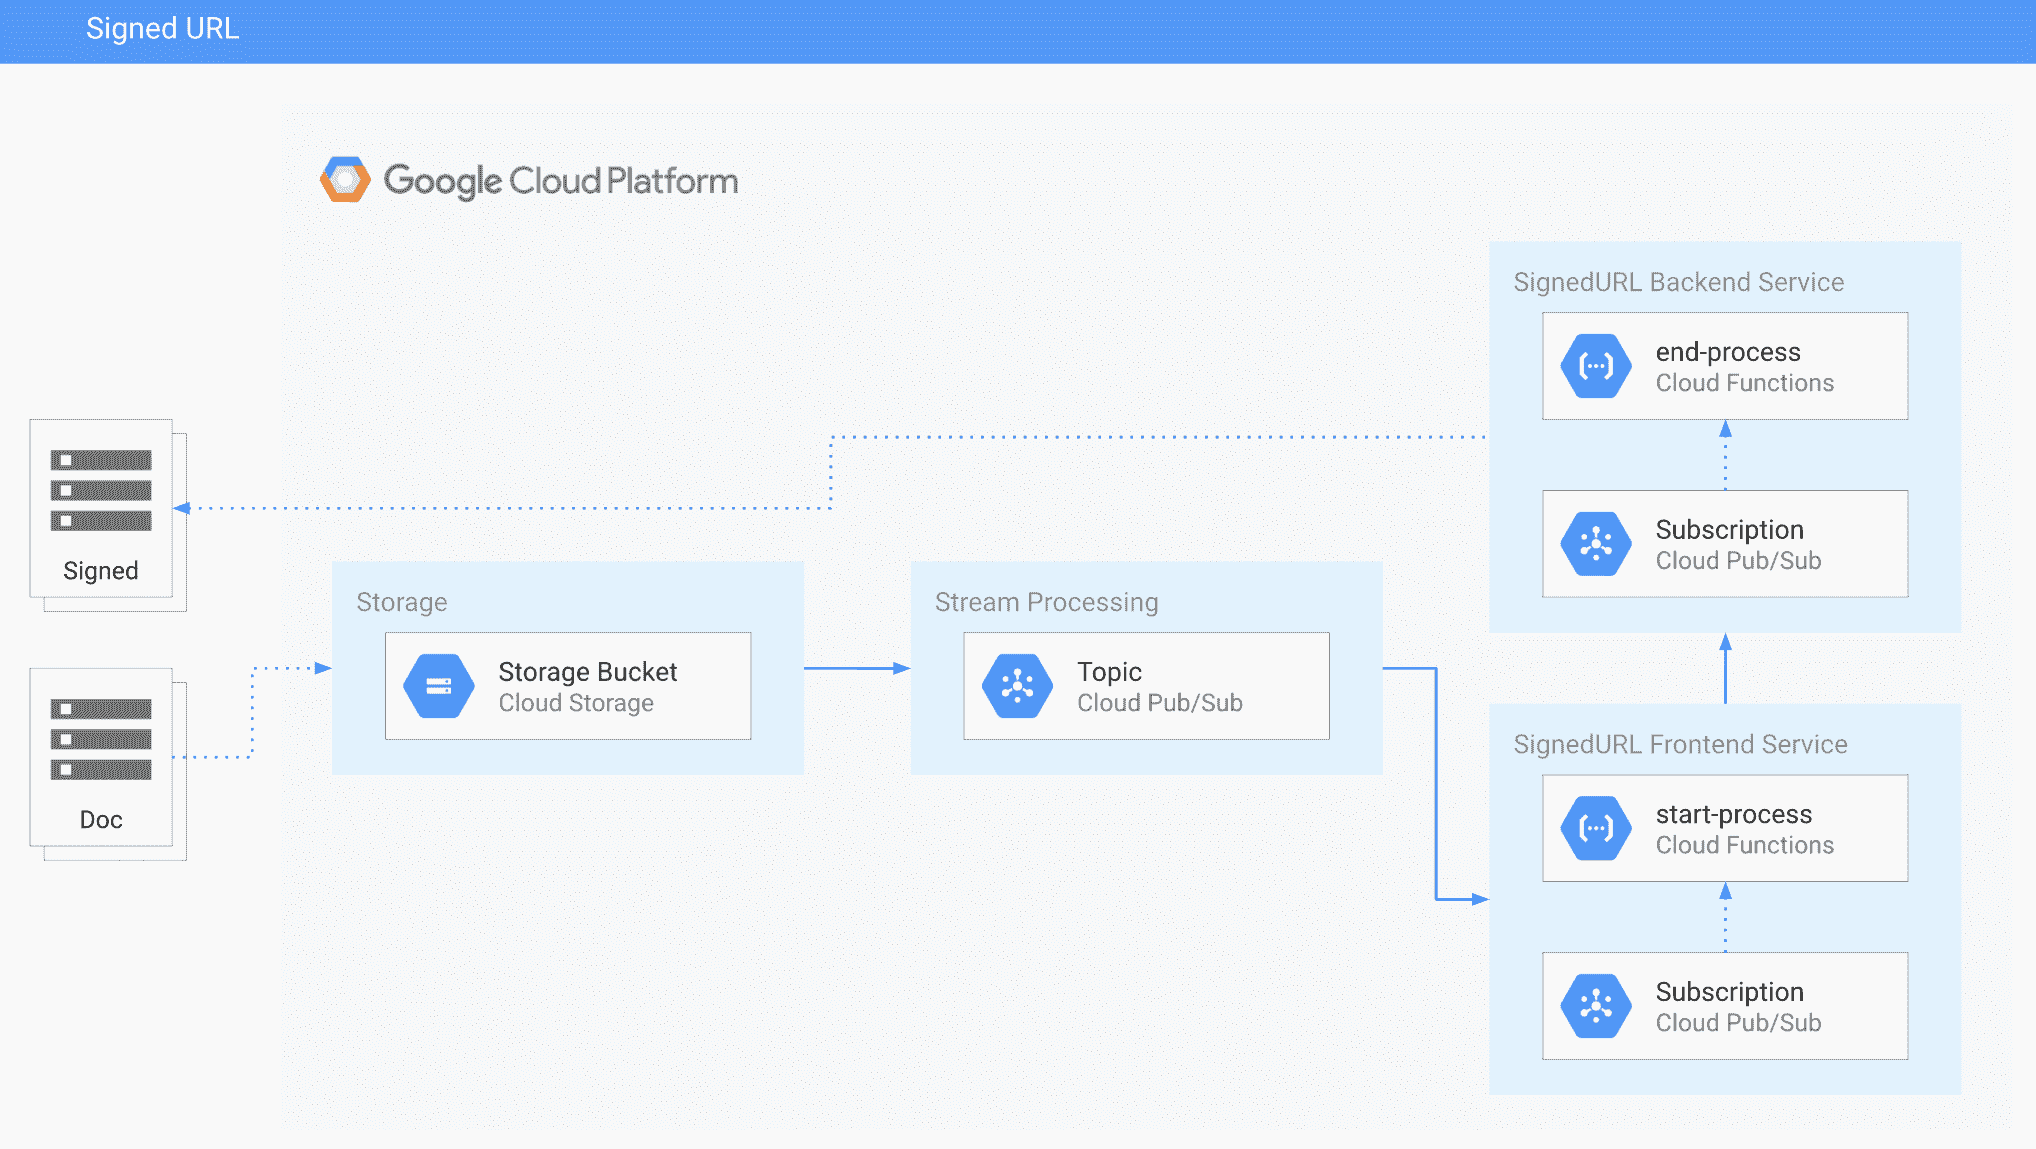 Signed URL
Google Cloud Platform
SignedURL Backend Service
end-process
Cloud Functions
Subscription
Cloud Pub/Sub
Signed
Storage
Storage Bucket
Cloud Storage
Stream Processing
Topic
Cloud Pub/Sub
Doc
SignedURL Frontend Service
start-process
Cloud Functions
Subscription
Cloud Pub/Sub